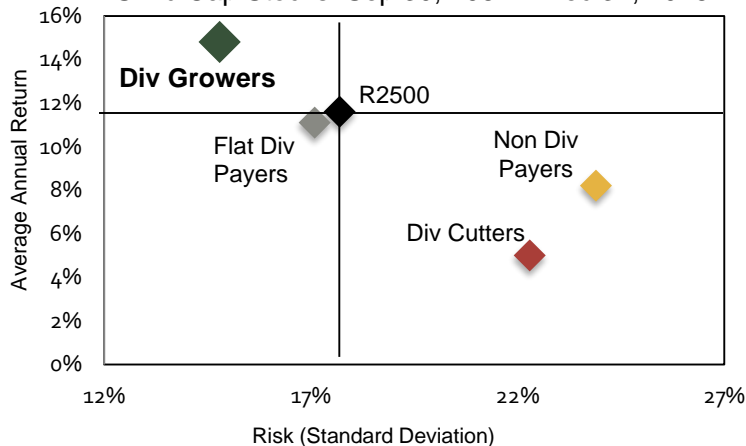 Cap
16%
14%
Div Growers
12%
R2500
10%
Flat Div
Payers
Non Div
Payers
8%
6%
Div Cutters
4%
2%
0%
Average Annual Return
12%
17%
22%
27%
Risk (Standard Deviation)